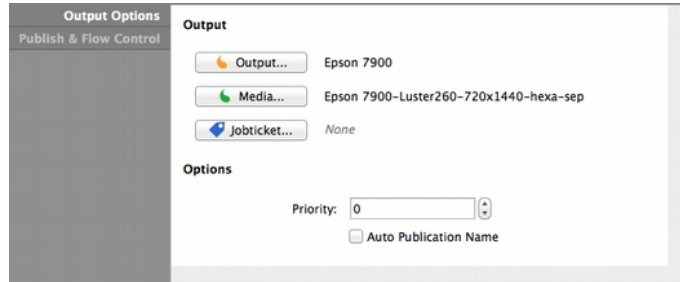 Output Options
Publish & Flow Control
Output
Output... Epson 7900
Media... Epson 7900-Luster260-720x1440-hexa-sep
Jobticket... None
Options
Priority: 0
Auto Publication Name